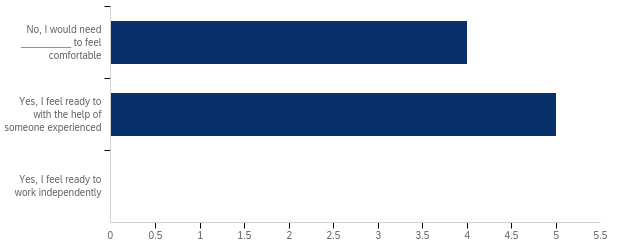 No, I would need
__________ to feel
comfortable
Yes, I feel ready to
with the help of
someone experienced
Yes, I feel ready to
work independently
0 0.5 1 1.5 2 2.5 3 3.5 4 4.5 5 5.5